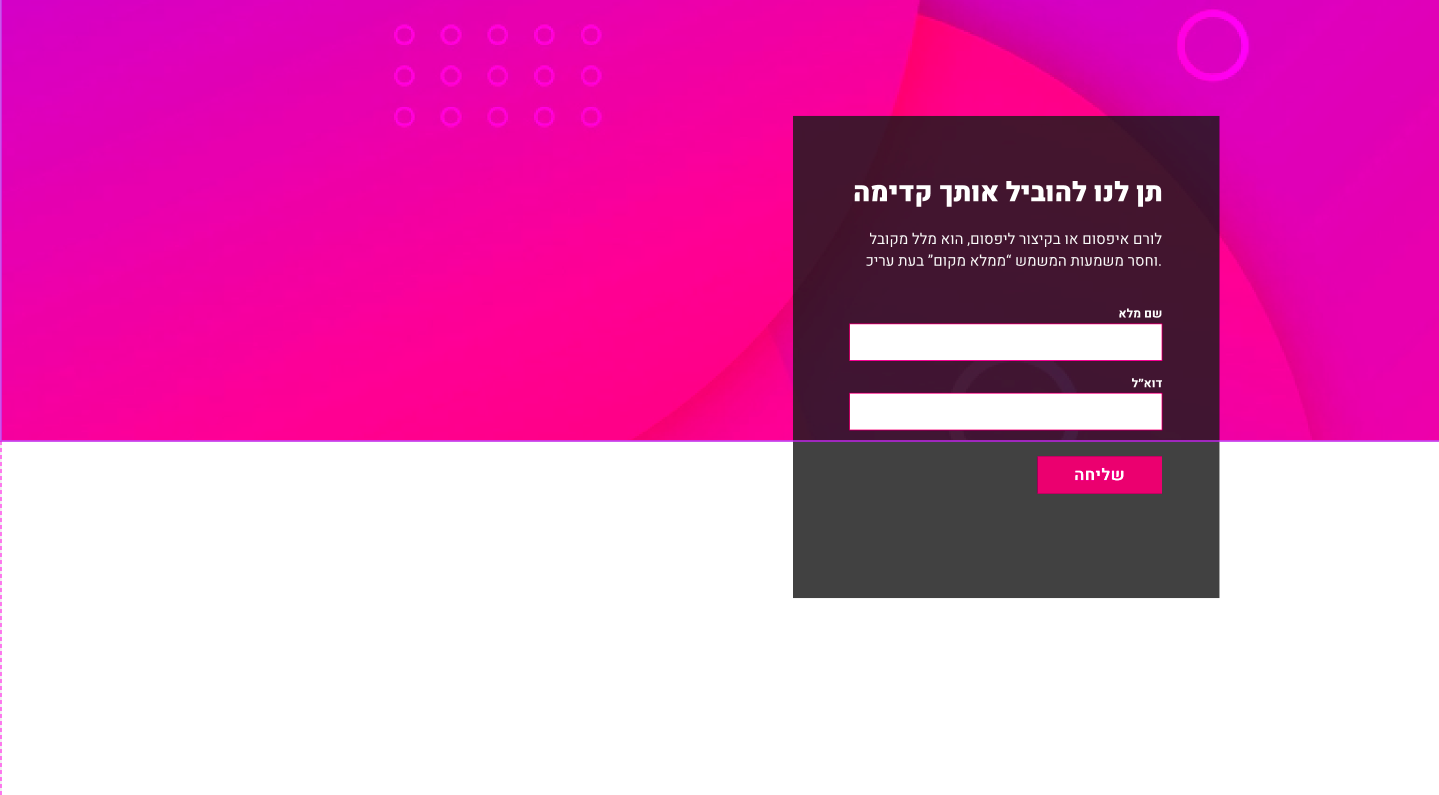 תן לנו להוביל אותך קדימה
לורם איפסום או בקיצור ליפסום, הוא מלל מקובל
.וחסר משמעות המשמש “ממלא מקום” בעת עריכ
שם מלא
דוא”ל
שליחה